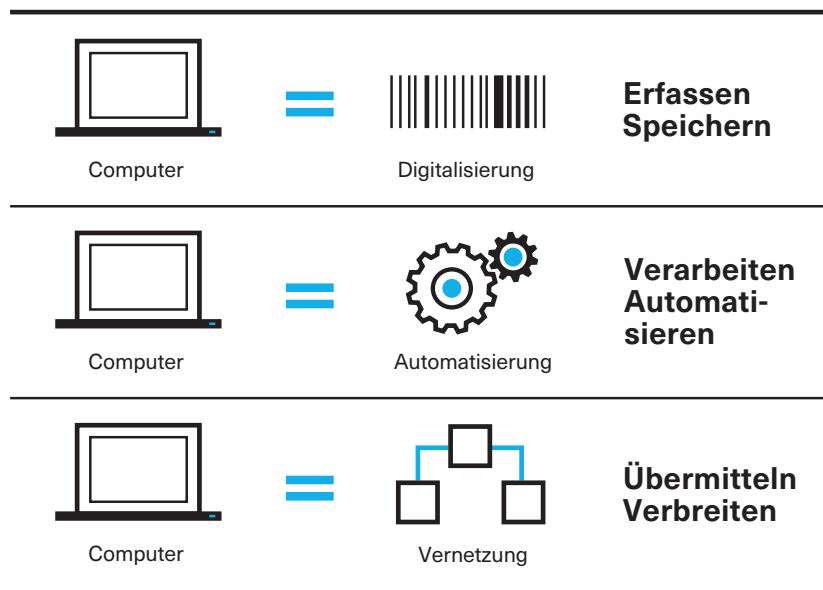 Erfassen
Speichern
Computer
Digitalisierung
Verarbeiten
Automati-
sieren
Computer
Automatisierung
Übermitteln
Verbreiten
Computer
Vernetzung